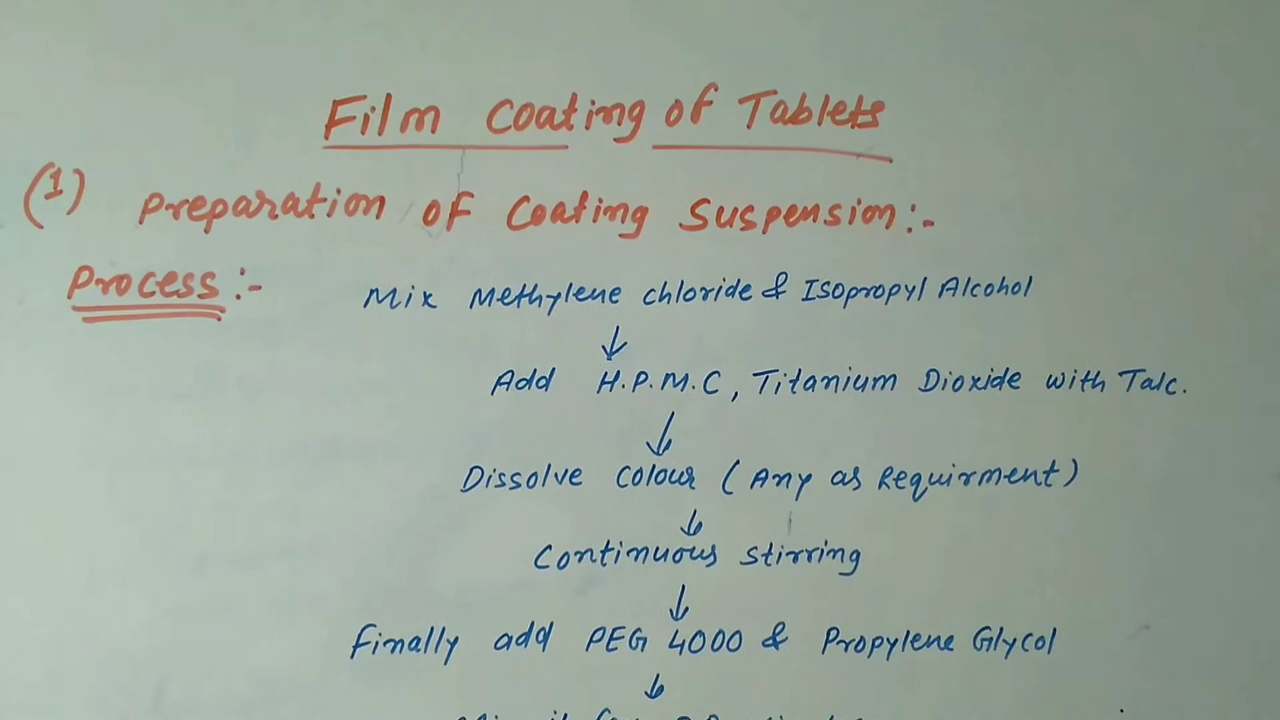 Film Coating of Tablets
(1) Preparation of Coating Suspension:-
Process:-
Mix Methylene chloride & Isopropyl Alcohol
↓
Add H.P.M.C, Titanium Dioxide with Talc.
↓
Dissolve Colour (Any as Requirment)
↓
Continuous stirring
↓
Finally add PEG 4000 & Propylene Glycol
↓